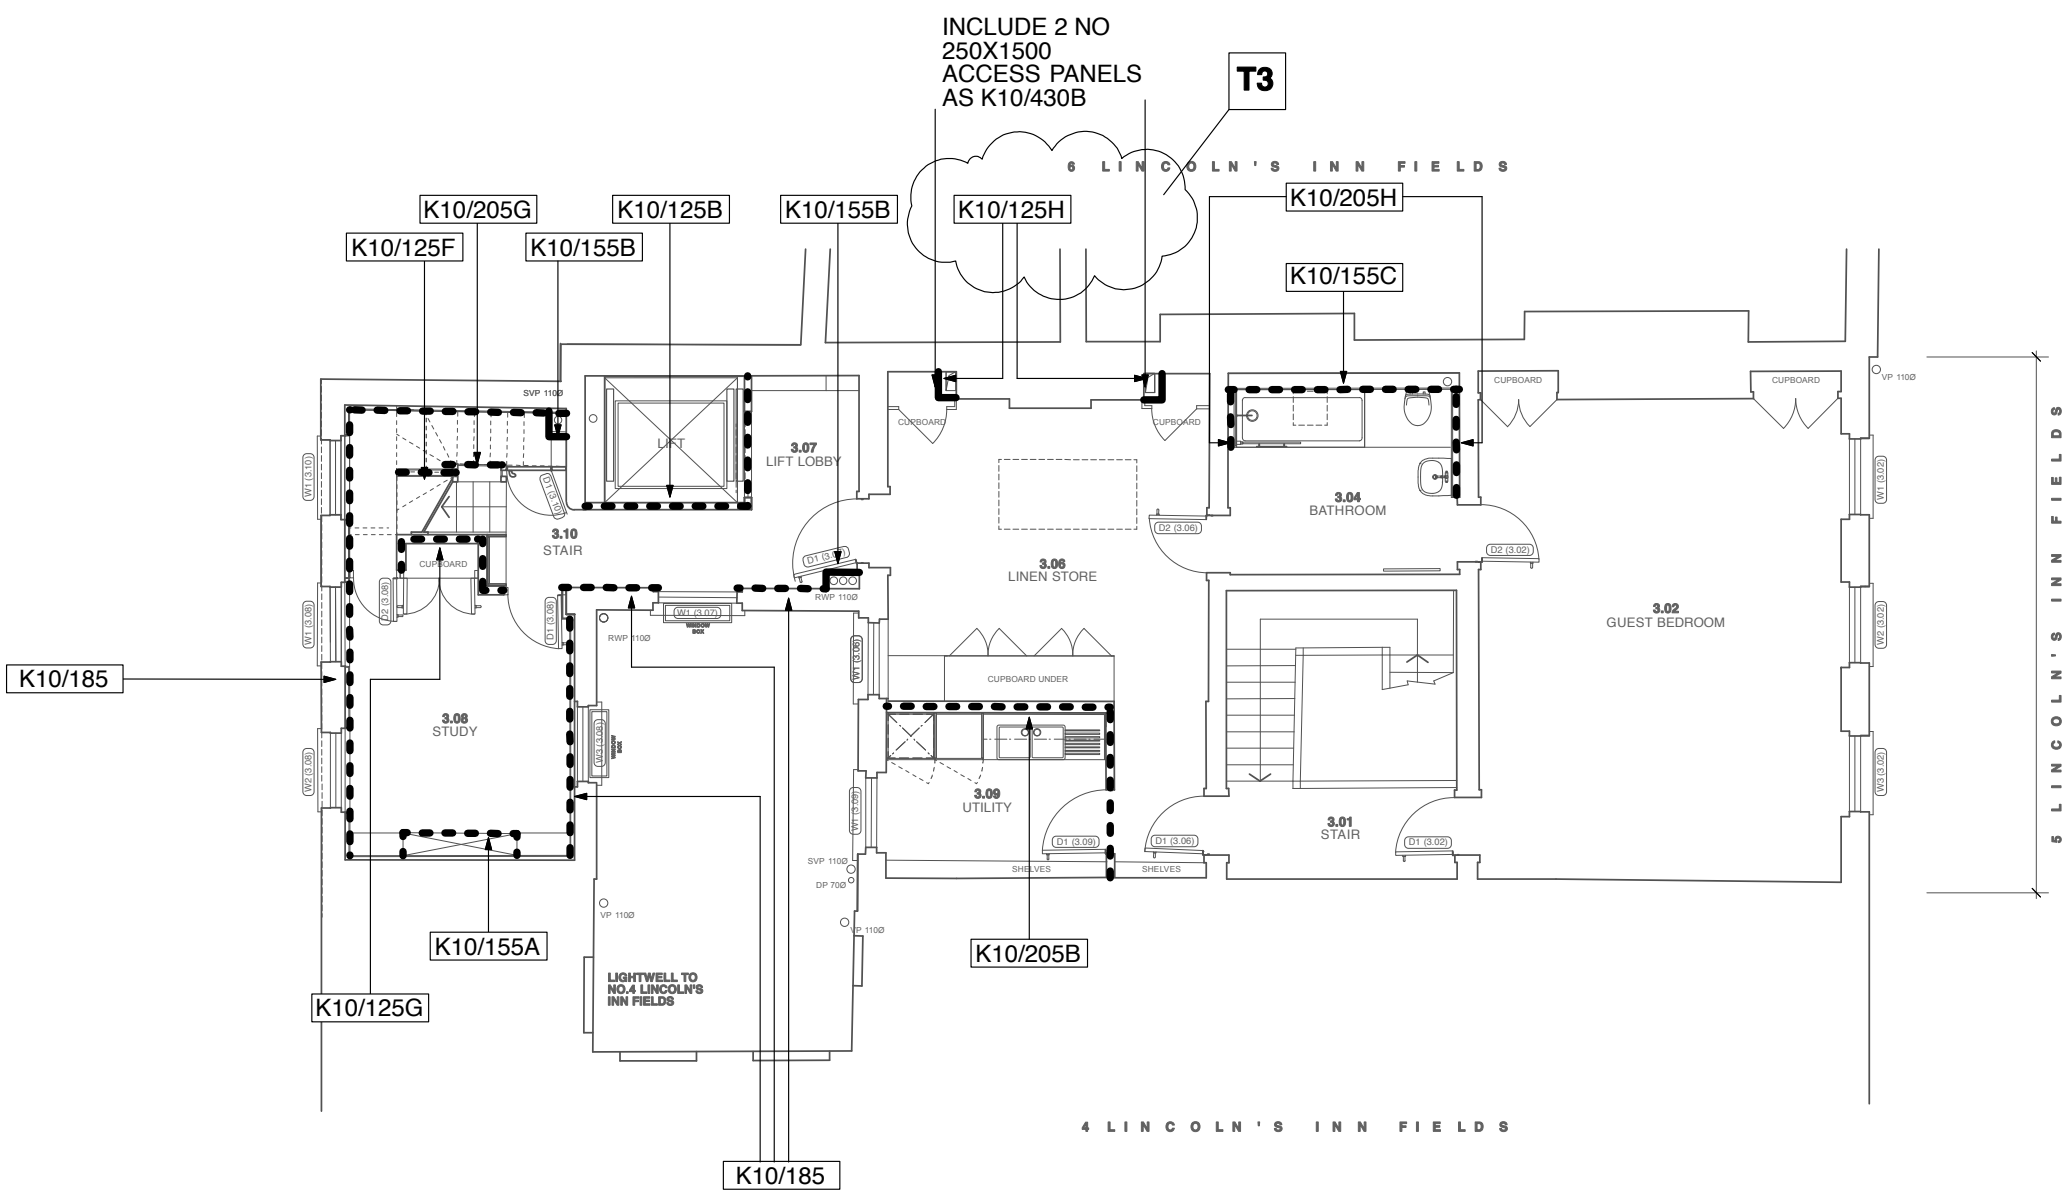 INCLUDE 2 NO
250X1500
ACCESS PANELS
AS K10/430B
T3
6 LINCOLN'S INN FIELDS
K10/205G
K10/125B
K10/155B
K10/125H
K10/205H
K10/125F
K10/155B
K10/155C
SVP 110Ø
CUPBOARD
CUPBOARD
VP 110Ø
CUPBOARD
CUPBOARD
LIFT
3.07
LIFT LOBBY
W1 (3.10)
D1 (3.10)
3.04
BATHROOM
W1 (3.02)
3.10
STAIR
D2 (3.06)
D2 (3.02)
CUPBOARD
3.06
LINEN STORE
RWP 110Ø
D2 (3.08)
D1 (3.08)
W1 (3.08)
W1 (3.07)
WINDOW
BOX
RWP 110Ø
3.02
GUEST BEDROOM
W2 (3.02)
5 LINCOLN'S INN FIELDS
W1 (3.06)
K10/185
CUPBOARD UNDER
3.08
STUDY
W3 (3.08)
WINDOW
BOX
W2 (3.08)
3.09
UTILITY
W1 (3.09)
W3 (3.02)
3.01
STAIR
D1 (3.09)
D1 (3.06)
D1 (3.02)
SVP 110Ø
SHELVES
SHELVES
DP 70Ø
VP 110Ø
VP 110Ø
K10/155A
K10/205B
LIGHTWELL TO
NO.4 LINCOLN'S
INN FIELDS
K10/125G
4 LINCOLN'S INN FIELDS
K10/185